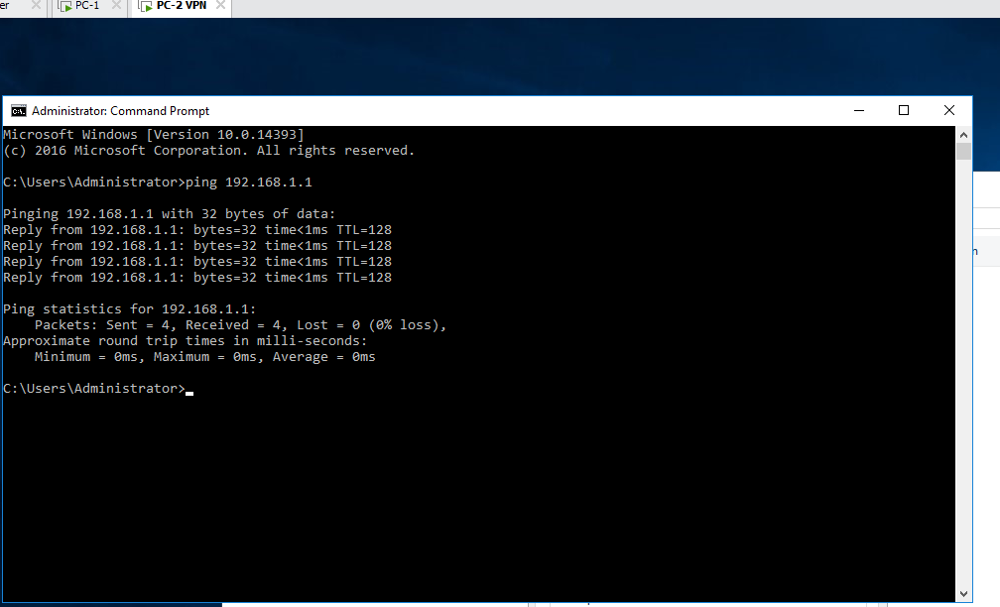 er
PC-1
PC-2 VPN
Administrator: Command Prompt
Microsoft Windows [Version 10.0.14393]
(c) 2016 Microsoft Corporation. All rights reserved.
C:\Users\Administrator>ping 192.168.1.1
Pinging 192.168.1.1 with 32 bytes of data:
Reply from 192.168.1.1: bytes=32 time<1ms TTL=128
Reply from 192.168.1.1: bytes=32 time<1ms TTL=128
Reply from 192.168.1.1: bytes=32 time<1ms TTL=128
Reply from 192.168.1.1: bytes=32 time<1ms TTL=128
Ping statistics for 192.168.1.1:
    Packets: Sent = 4, Received = 4, Lost = 0 (0% loss),
Approximate round trip times in milli-seconds:
    Minimum = 0ms, Maximum = 0ms, Average = 0ms
C:\Users\Administrator>